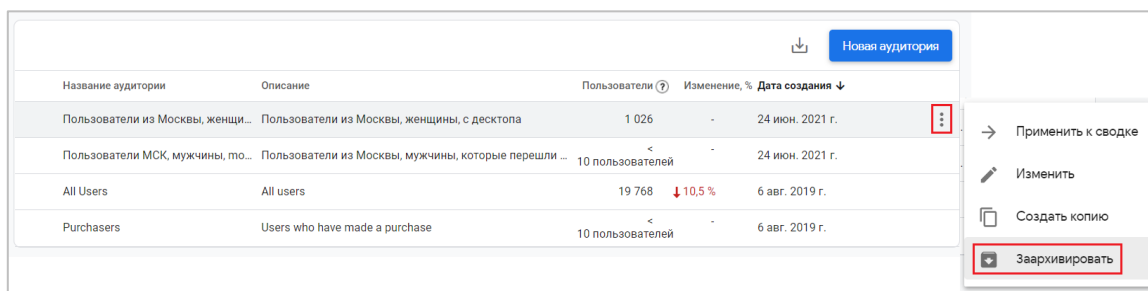 Новая аудитория
Название аудитории Описание Пользователи ? Изменение, % Дата создания ↓
Пользователи из Москвы, женщи... Пользователи из Москвы, женщины, с десктопа 1 026 - 24 июн. 2021 г.
Пользователи МСК, мужчины, mo... Пользователи из Москвы, мужчины, которые перешли ... < 10 пользователей - 24 июн. 2021 г.
All Users All users 19 768 ↓ 10,5 % 6 авг. 2019 г.
Purchasers Users who have made a purchase < 10 пользователей - 6 авг. 2019 г.
Применить к сводке
Изменить
Создать копию
Заархивировать